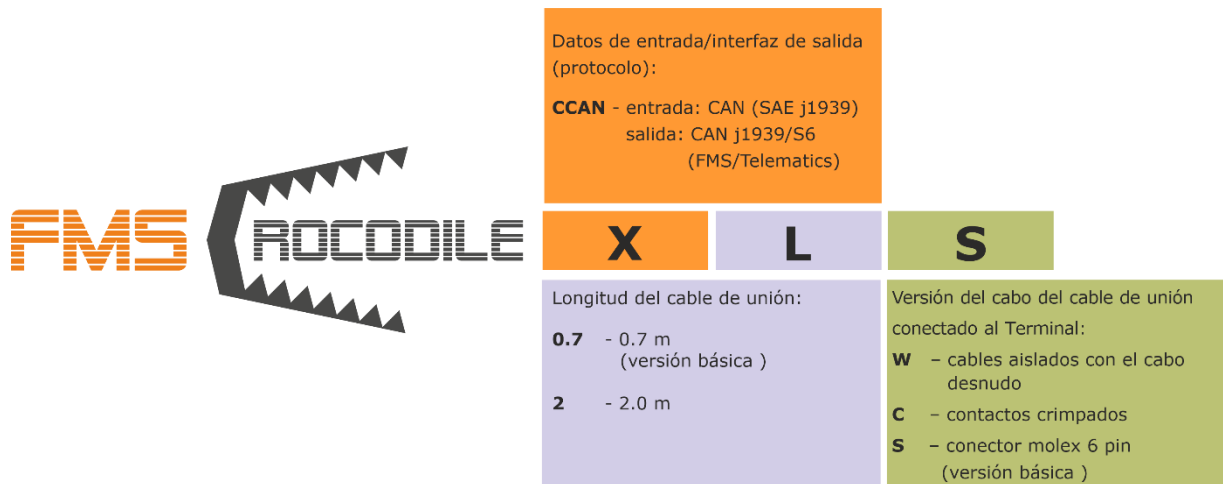 Datos de entrada/interfaz de salida
(protocolo):
CCAN - entrada: CAN (SAE j1939)
salida: CAN j1939/S6
(FMS/Telematics)
FMS CROCODILE
X
L
S
Longitud del cable de unión:
0.7 - 0.7 m
(versión básica )
2 - 2.0 m
Versión del cabo del cable de unión
conectado al Terminal:
W – cables aislados con el cabo
desnudo
C – contactos crimpados
S – conector molex 6 pin
(versión básica )